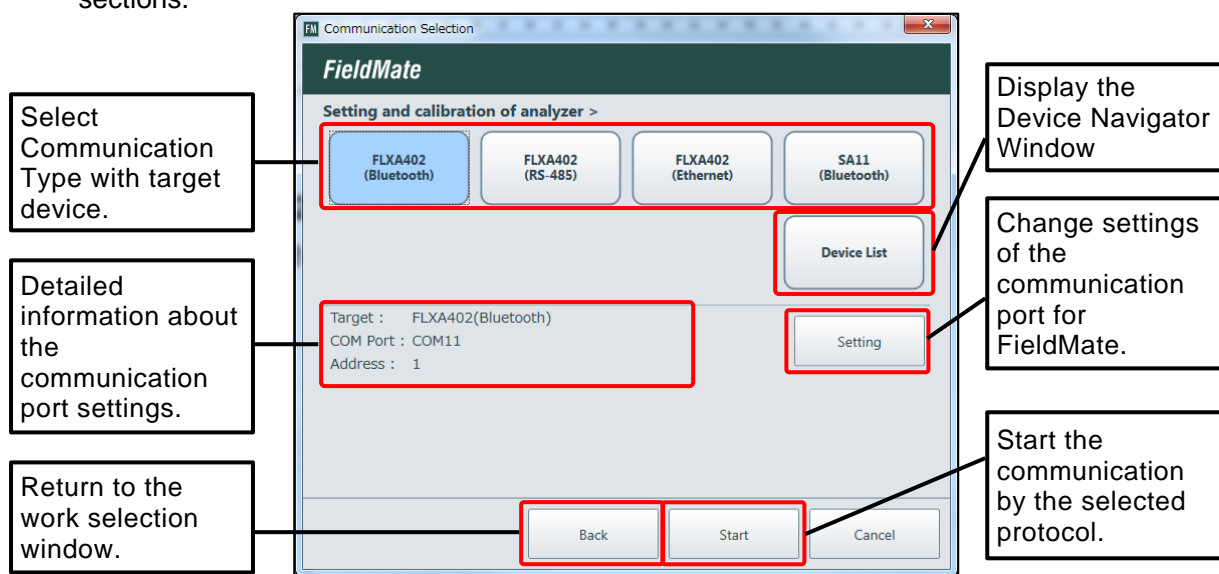 sections.
FM Communication Selection
x
FieldMate
Setting and calibration of analyzer >
FLXA402
(Bluetooth)
FLXA402
(RS-485)
FLXA402
(Ethernet)
SA11
(Bluetooth)
Device List
Target : FLXA402(Bluetooth)
COM Port : COM11
Address : 1
Setting
Back
Start
Cancel
Select
Communication
Type with target
device.
Detailed
information about
the
communication
port settings.
Return to the
work selection
window.
Display the
Device Navigator
Window
Change settings
of the
communication
port for
FieldMate.
Start the
communication
by the selected
protocol.